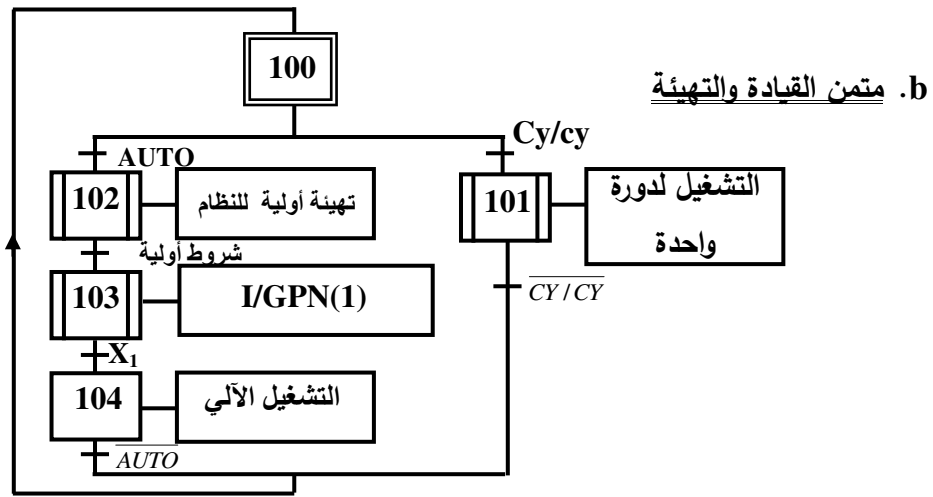 b. متمن القيادة والتهيئة
100
AUTO
Cy/cy
102
تهيئة أولية للنظام
101
التشغيل لدورة
واحدة
شروط أولية
103
I/GPN(1)
CY / CY
X₁
104
التشغيل الآلي
AUTO